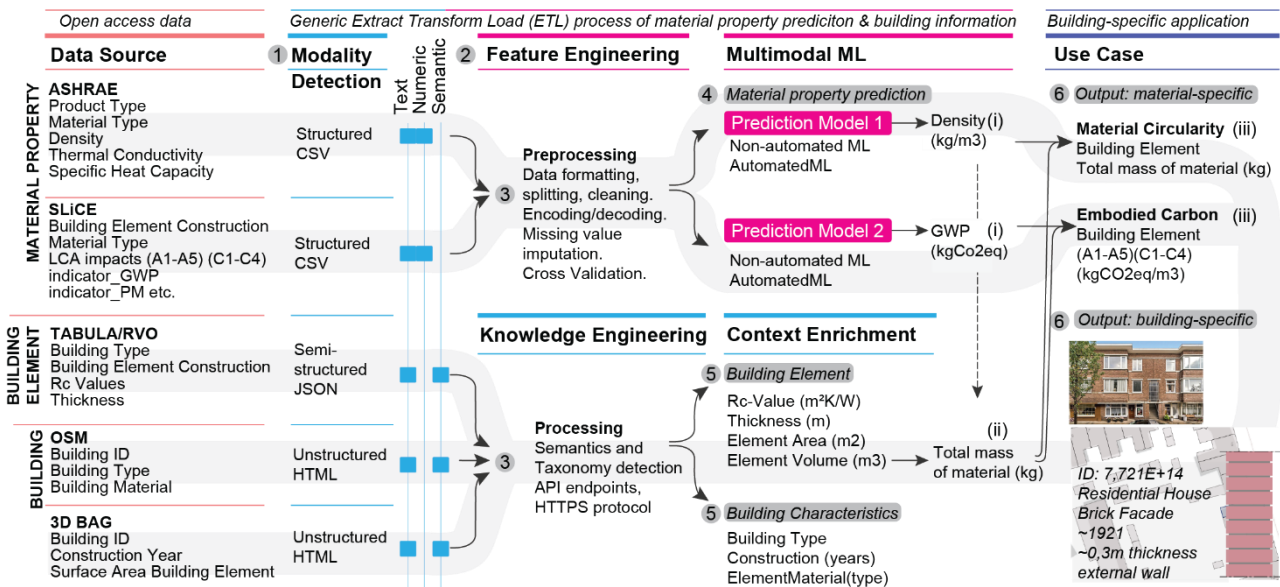 Open access data
Generic Extract Transform Load (ETL) process of material property prediciton & building information
Building-specific application
Data Source
1 Modality
Detection
Text
Numeric
Semantic
2 Feature Engineering
Multimodal ML
Use Case
MATERIAL PROPERTY
ASHRAE
Product Type
Material Type
Density
Thermal Conductivity
Specific Heat Capacity
Structured
CSV
SLiCE
Building Element Construction
Material Type
LCA impacts (A1-A5) (C1-C4)
indicator_GWP
indicator_PM etc.
Structured
CSV
3
Preprocessing
Data formatting,
splitting, cleaning.
Encoding/decoding.
Missing value
imputation.
Cross Validation.
4 Material property prediction
Prediction Model 1
Non-automated ML
AutomatedML
Density (i)
(kg/m3)
Prediction Model 2
Non-automated ML
AutomatedML
GWP (i)
(kgCo2eq)
6 Output: material-specific
Material Circularity (iii)
Building Element
Total mass of material (kg)
Embodied Carbon (iii)
Building Element
(A1-A5)(C1-C4)
(kgCO2eq/m3)
BUILDING
ELEMENT
TABULA/RVO
Building Type
Building Element Construction
Rc Values
Thickness
Semi-
structured
JSON
BUILDING
OSM
Building ID
Building Type
Building Material
Unstructured
HTML
3D BAG
Building ID
Construction Year
Surface Area Building Element
Unstructured
HTML
Knowledge Engineering
3
Processing
Semantics and
Taxonomy detection
API endpoints,
HTTPS protocol
Context Enrichment
5 Building Element
Rc-Value (m²K/W)
Thickness (m)
Element Area (m2)
Element Volume (m3)
(ii)
Total mass
of material (kg)
5 Building Characteristics
Building Type
Construction (years)
ElementMaterial(type)
6 Output: building-specific
ID: 7,721E+14
Residential House
Brick Facade
~1921
~0,3m thickness
external wall